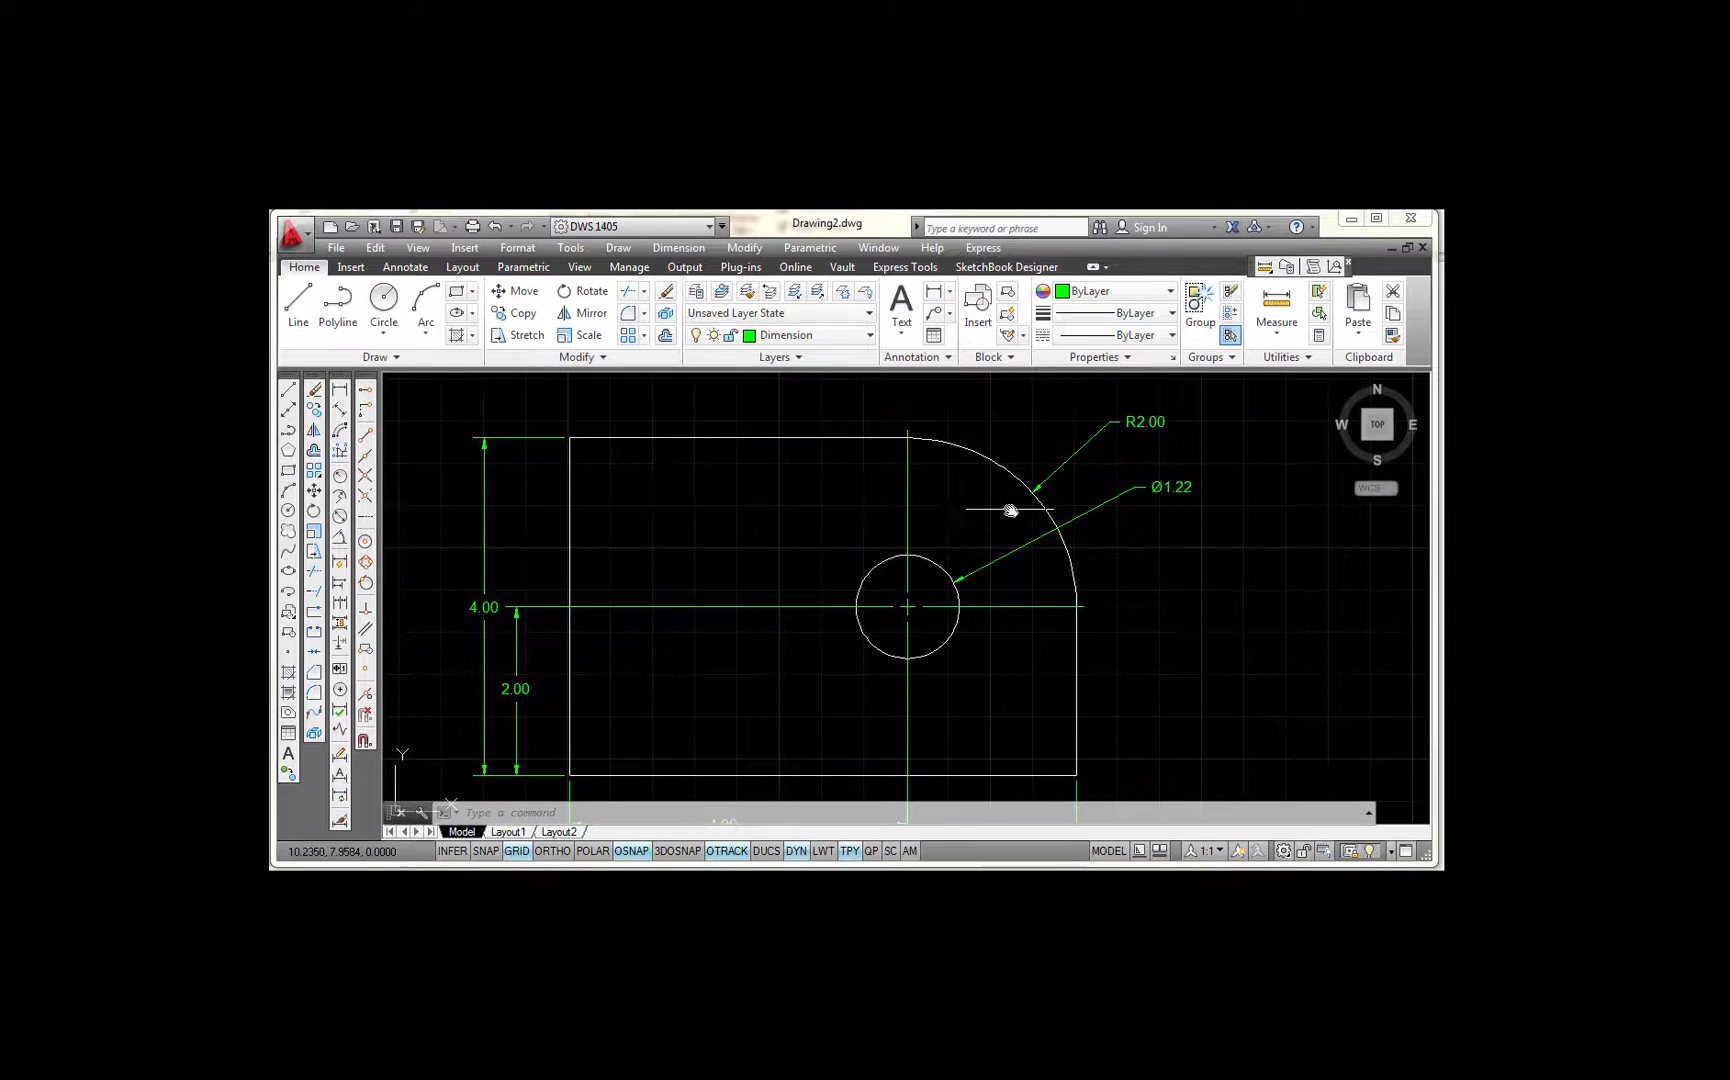 DWS 1405 Drawing2.dwg Type a keyword or phrase Sign In
File Edit View Insert Format Tools Draw Dimension Modify Parametric Window Help Express
Home Insert Annotate Layout Parametric View Manage Output Plug-ins Online Vault Express Tools SketchBook Designer
Move Rotate ByLayer
Line Polyline Circle Arc Copy Mirror Unsaved Layer State Text Insert ByLayer Group Measure Paste
Stretch Scale Dimension ByLayer
Draw Modify Layers Annotation Block Properties Groups Utilities Clipboard
N
R2.00
W TOP E
S
Ø1.22
WCS
4.00
2.00
Y
X
Type a command
Model Layout1 Layout2
10.2350, 7.9584, 0.0000 INFER SNAP GRID ORTHO POLAR OSNAP 3DOSNAP OTRACK DUCS DYN LWT TPY QP SC AM MODEL 1:1